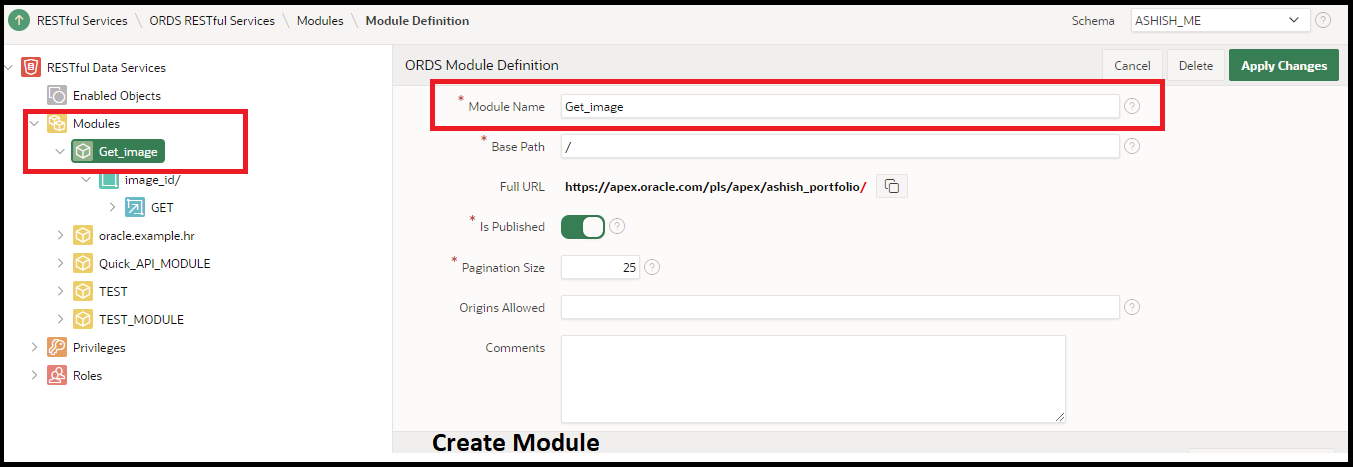 RESTful Services \ ORDS RESTful Services \ Modules \ Module Definition
Schema ASHISH_ME ?
RESTful Data Services
Enabled Objects
Modules
Get_image
image_id/
GET
oracle.example.hr
Quick_API_MODULE
TEST
TEST_MODULE
Privileges
Roles
ORDS Module Definition
Cancel
Delete
Apply Changes
* Module Name Get_image ?
* Base Path / ?
Full URL https://apex.oracle.com/pls/apex/ashish_portfolio/
* Is Published ?
* Pagination Size 25 ?
Origins Allowed ?
Comments
Create Module